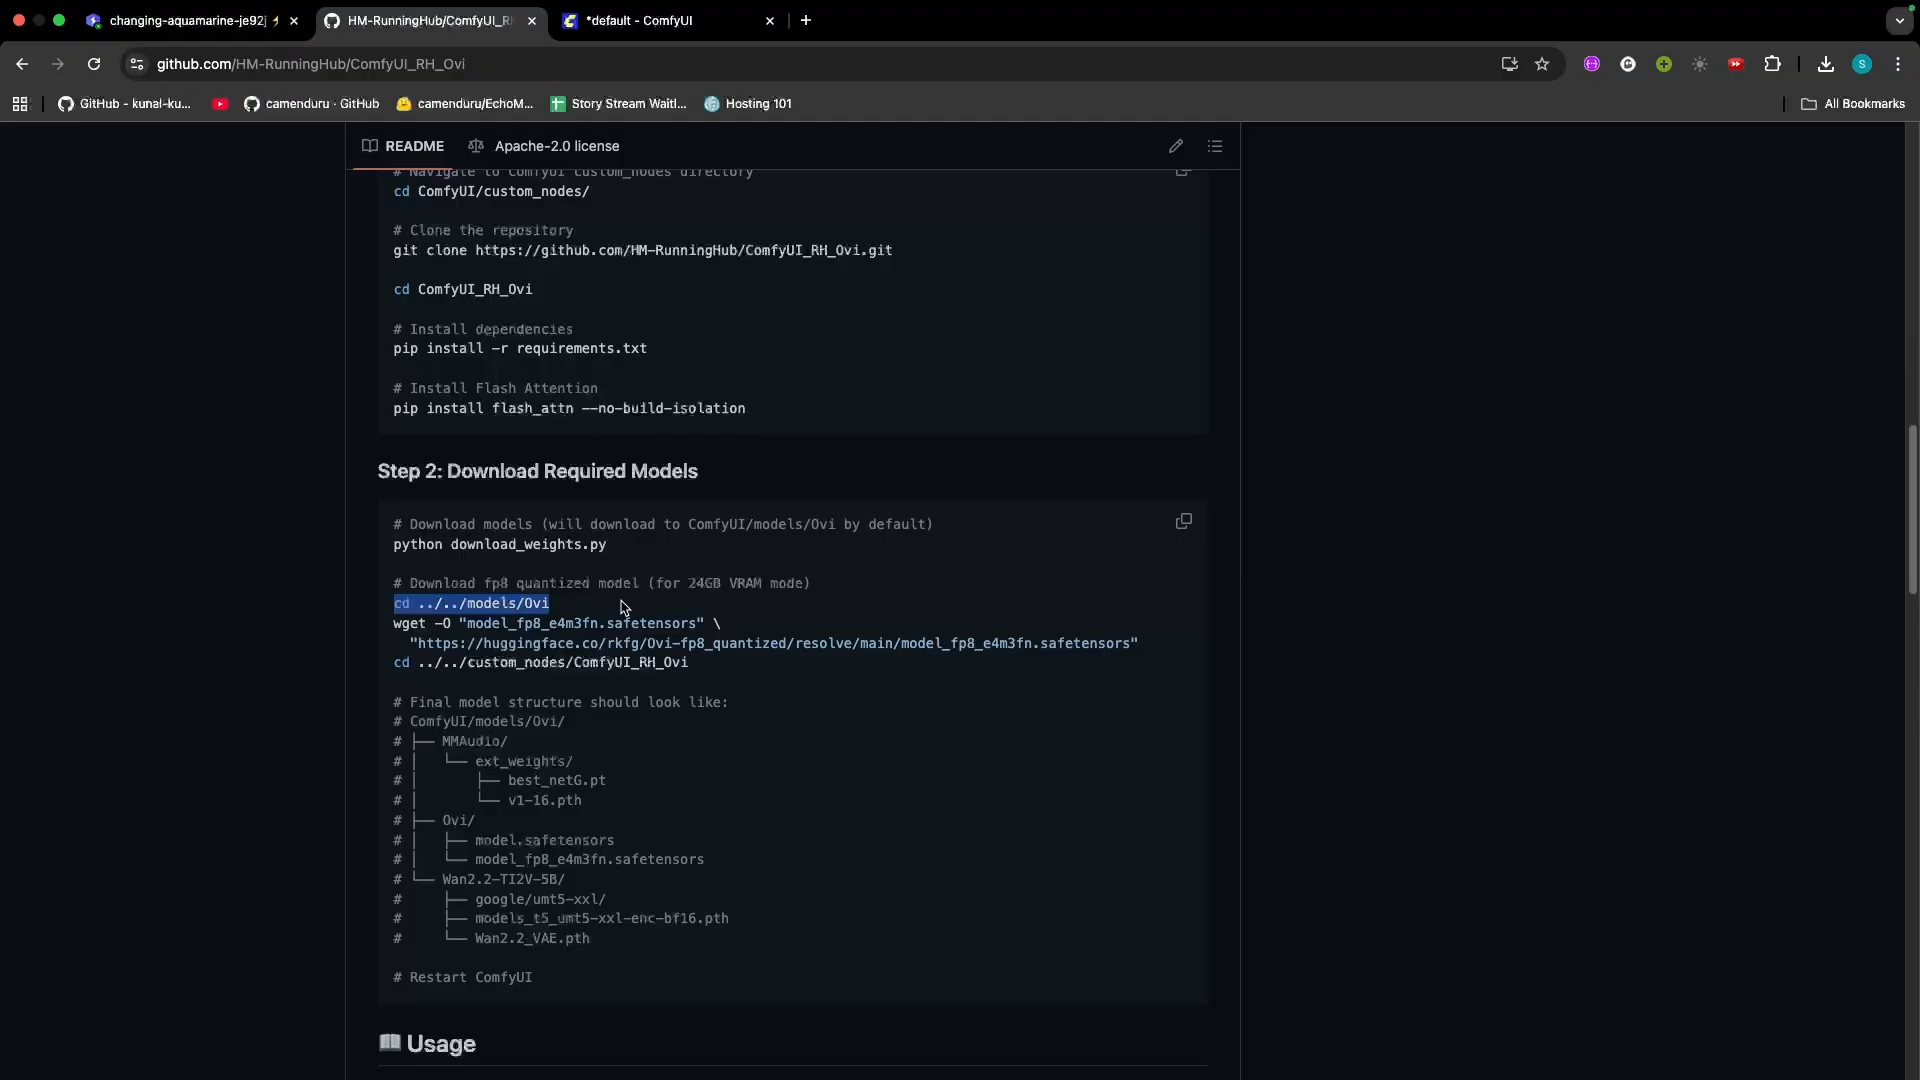 changing-aquamarine-je92j
HM-RunningHub/ComfyUI_RH
*default - ComfyUI
github.com/HM-RunningHub/ComfyUI_RH_Ovi
GitHub - kunal-ku...
camenduru · GitHub
camenduru/EchoM...
Story Stream Waitl...
Hosting 101
All Bookmarks
README
Apache-2.0 license
# Navigate to ComfyUI custom_nodes directory
cd ComfyUI/custom_nodes/
# Clone the repository
git clone https://github.com/HM-RunningHub/ComfyUI_RH_Ovi.git
cd ComfyUI_RH_Ovi
# Install dependencies
pip install -r requirements.txt
# Install Flash Attention
pip install flash_attn --no-build-isolation
Step 2: Download Required Models
# Download models (will download to ComfyUI/models/Ovi by default)
python download_weights.py
# Download fp8 quantized model (for 24GB VRAM mode)
cd ../../models/Ovi
wget -O "model_fp8_e4m3fn.safetensors" \
"https://huggingface.co/rkfg/Ovi-fp8_quantized/resolve/main/model_fp8_e4m3fn.safetensors"
cd ../../custom_nodes/ComfyUI_RH_Ovi
# Final model structure should look like:
# ComfyUI/models/Ovi/
# ├── MMAudio/
# │   └── ext_weights/
# │       ├── best_netG.pt
# │       └── v1-16.pth
# ├── Ovi/
# │   ├── model.safetensors
# │   └── model_fp8_e4m3fn.safetensors
# └── Wan2.2-TI2V-5B/
#     ├── google/umt5-xxl/
#     ├── models_t5_umt5-xxl-enc-bf16.pth
#     └── Wan2.2_VAE.pth
# Restart ComfyUI
📖 Usage